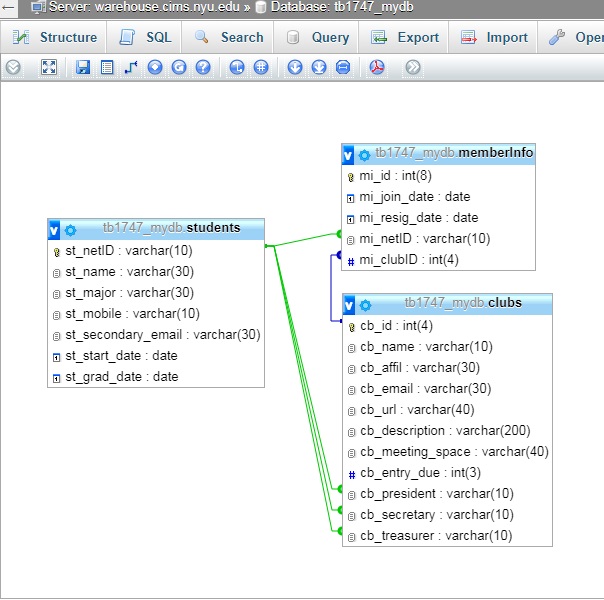 Server: warehouse.cims.nyu.edu » Database: tb1747_mydb
Structure SQL Search Query Export Import Oper
tb1747_mydb.memberInfo
mi_id : int(8)
mi_join_date : date
mi_resig_date : date
mi_netID : varchar(10)
mi_clubID : int(4)
tb1747_mydb.students
st_netID : varchar(10)
st_name : varchar(30)
st_major : varchar(30)
st_mobile : varchar(10)
st_secondary_email : varchar(30)
st_start_date : date
st_grad_date : date
tb1747_mydb.clubs
cb_id : int(4)
cb_name : varchar(10)
cb_affil : varchar(30)
cb_email : varchar(30)
cb_url : varchar(40)
cb_description : varchar(200)
cb_meeting_space : varchar(40)
cb_entry_due : int(3)
cb_president : varchar(10)
cb_secretary : varchar(10)
cb_treasurer : varchar(10)